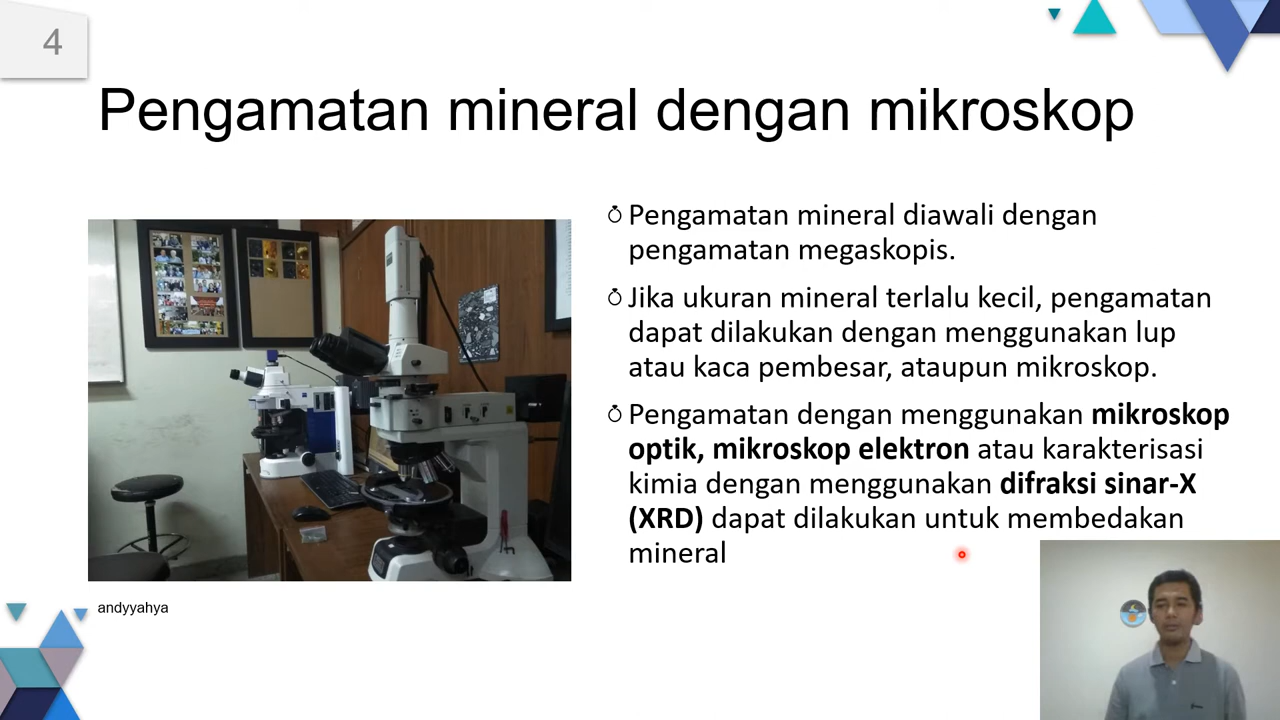 4
Pengamatan mineral dengan mikroskop
Pengamatan mineral diawali dengan
pengamatan megaskopis.
Jika ukuran mineral terlalu kecil, pengamatan
dapat dilakukan dengan menggunakan lup
atau kaca pembesar, ataupun mikroskop.
Pengamatan dengan menggunakan mikroskop
optik, mikroskop elektron atau karakterisasi
kimia dengan menggunakan difraksi sinar-X
(XRD) dapat dilakukan untuk membedakan
mineral
andyyahya